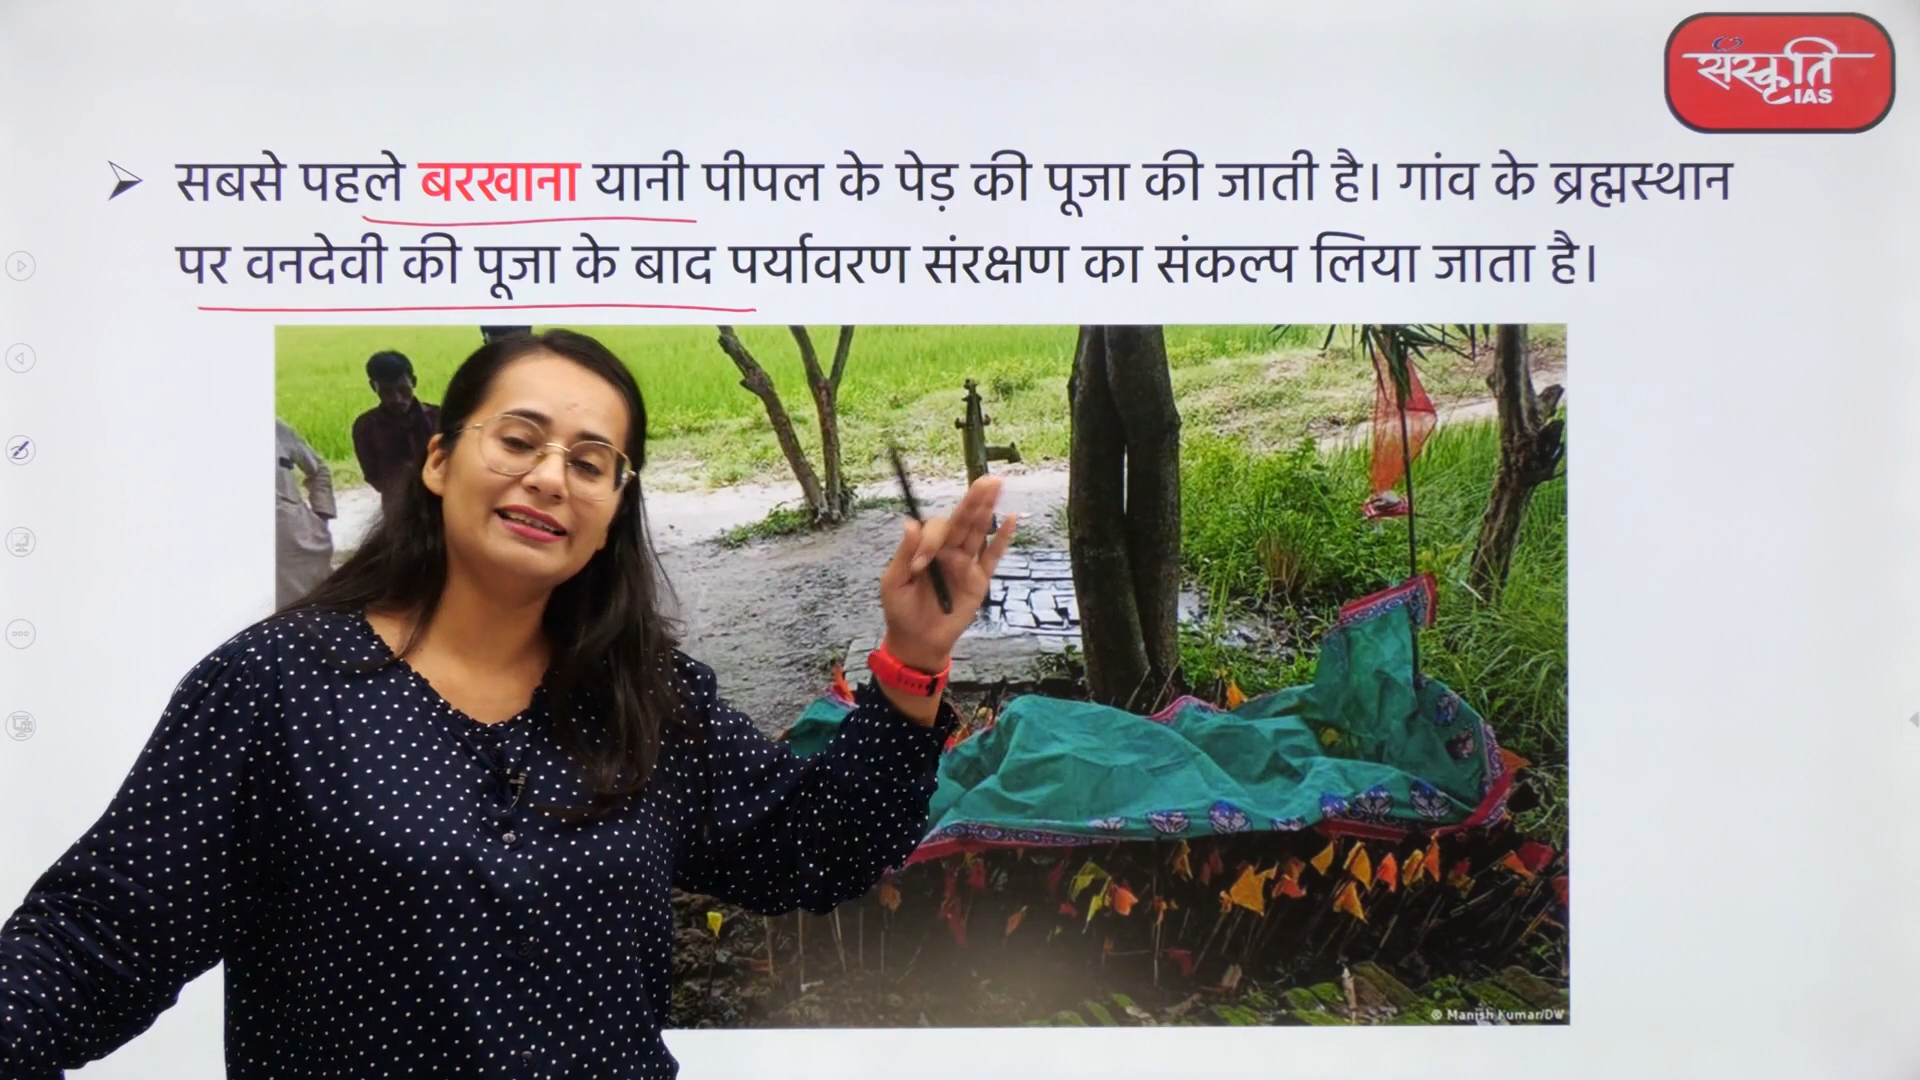 संस्कृति
IAS
सबसे पहले बरखाना यानी पीपल के पेड़ की पूजा की जाती है। गांव के ब्रह्मस्थान
पर वनदेवी की पूजा के बाद पर्यावरण संरक्षण का संकल्प लिया जाता है।
© Manish Kumar/DW